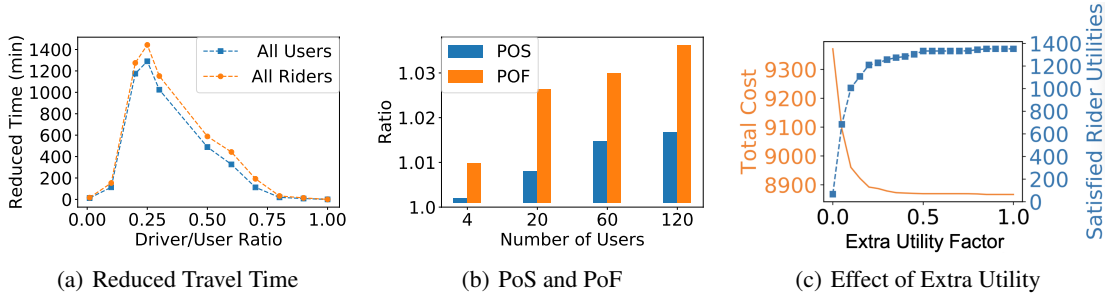 1400
1200
1000
800
600
400
200
0
Reduced Time (min)
All Users
All Riders
0.00 0.10 0.25 0.50 0.75 1.00
Driver/User Ratio
(a) Reduced Travel Time
1.03
1.02
1.01
1.0
Ratio
POS
POF
4 20 60 120
Number of Users
(b) PoS and PoF
9300
9200
9100
9000
8900
Total Cost
1400
1200
1000
800
600
400
200
0
Satisfied Rider Utilities
0.0 0.5 1.0
Extra Utility Factor
(c) Effect of Extra Utility